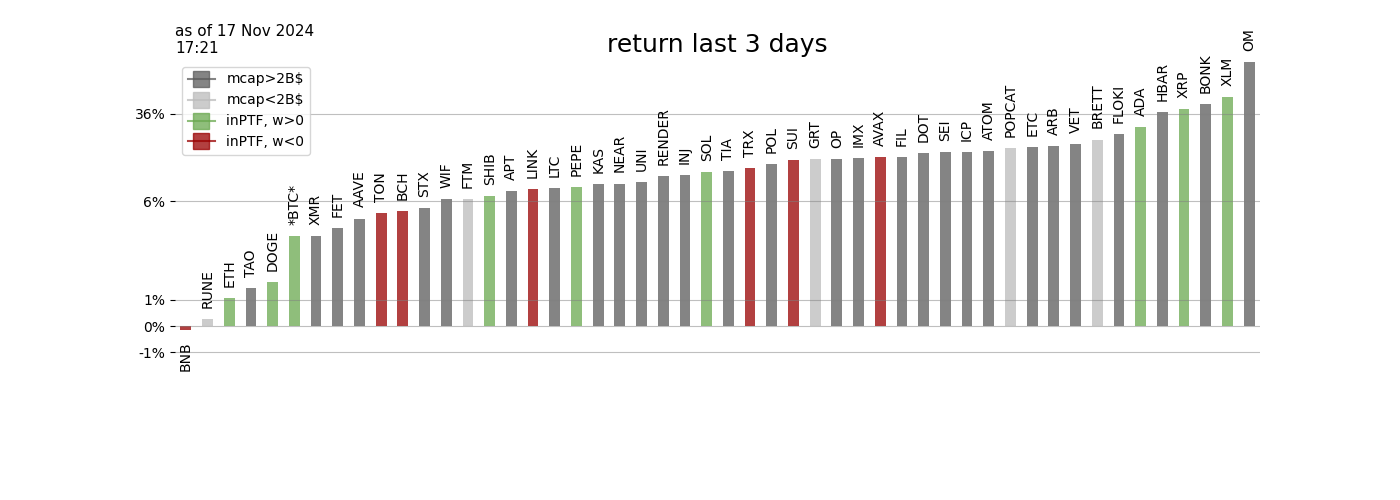 as of 17 Nov 2024
17:21
return last 3 days
mcap>2B$
mcap<2B$
inPTF, w>0
inPTF, w<0
36%
6%
1%
0%
-1%
BNB
RUNE
ETH
TAO
DOGE
*BTC*
XMR
FET
AAVE
TON
BCH
STX
WIF
FTM
SHIB
APT
LINK
LTC
PEPE
KAS
NEAR
UNI
RENDER
INJ
SOL
TIA
TRX
POL
SUI
GRT
OP
IMX
AVAX
FIL
DOT
SEI
ICP
ATOM
POPCAT
ETC
ARB
VET
BRETT
FLOKI
ADA
HBAR
XRP
BONK
XLM
OM